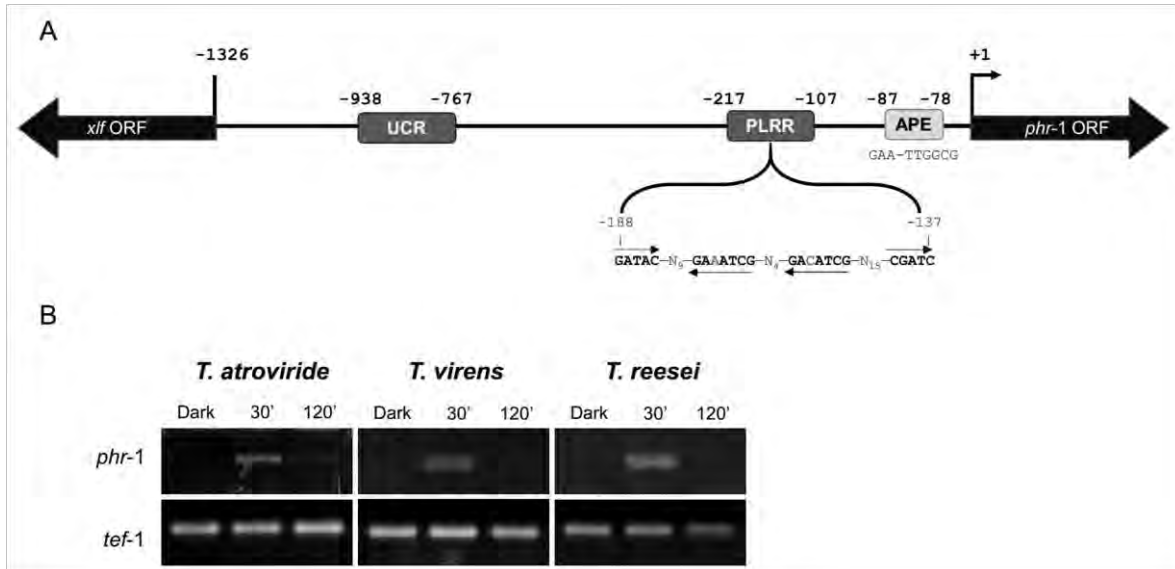 A
-1326
+1
-938
-767
-217
-107
-87
-78
xlf ORF
UCR
PLRR
APE
phr-1 ORF
GAA-TTGGCG
-188
-137
GATAC-N9-GAAATCG-N4-GACATCG-N15-CGATC
B
T. atroviride T. virens T. reesei
Dark 30' 120' Dark 30' 120' Dark 30' 120'
phr-1
tef-1